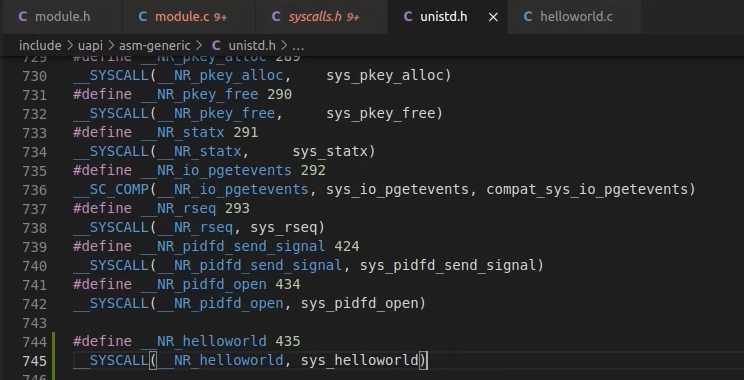 module.h
module.c 9+
syscalls.h 9+
unistd.h
helloworld.c
include > uapi > asm-generic > C unistd.h > ...
729 #define __NR_pkey_alloc 289
730 __SYSCALL(__NR_pkey_alloc,    sys_pkey_alloc)
731 #define __NR_pkey_free 290
732 __SYSCALL(__NR_pkey_free,     sys_pkey_free)
733 #define __NR_statx 291
734 __SYSCALL(__NR_statx,     sys_statx)
735 #define __NR_io_pgetevents 292
736 __SC_COMP(__NR_io_pgetevents, sys_io_pgetevents, compat_sys_io_pgetevents)
737 #define __NR_rseq 293
738 __SYSCALL(__NR_rseq, sys_rseq)
739 #define __NR_pidfd_send_signal 424
740 __SYSCALL(__NR_pidfd_send_signal, sys_pidfd_send_signal)
741 #define __NR_pidfd_open 434
742 __SYSCALL(__NR_pidfd_open, sys_pidfd_open)
743
744 #define __NR_helloworld 435
745 __SYSCALL(__NR_helloworld, sys_helloworld)
746